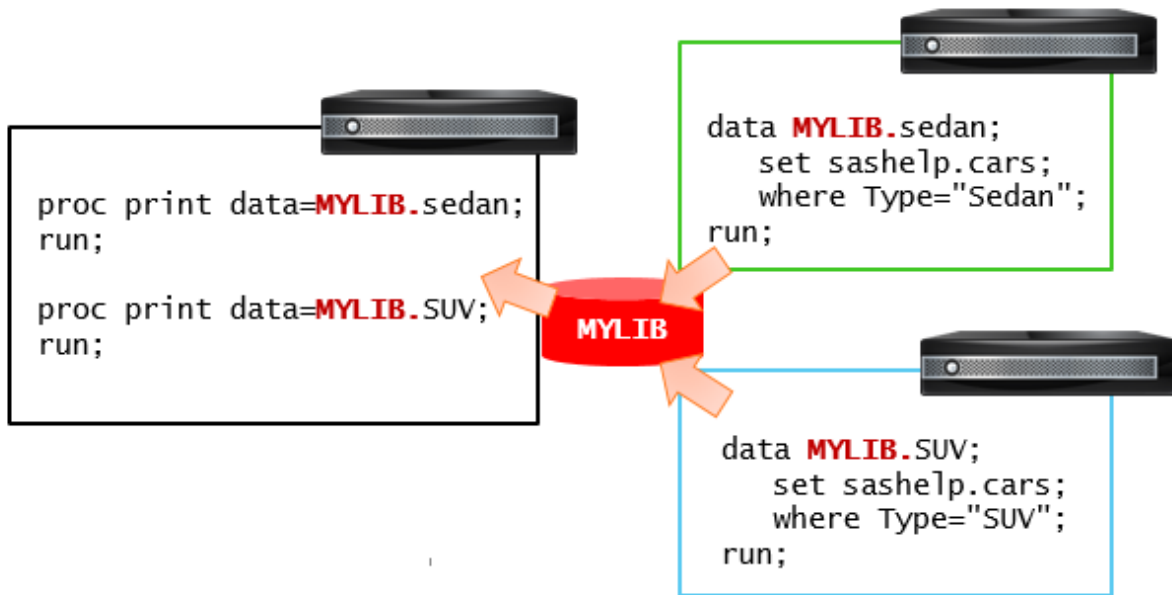 proc print data=MYLIB.sedan;
run;
proc print data=MYLIB.SUV;
run;
MYLIB
data MYLIB.sedan;
set sashelp.cars;
where Type="Sedan";
run;
data MYLIB.SUV;
set sashelp.cars;
where Type="SUV";
run;